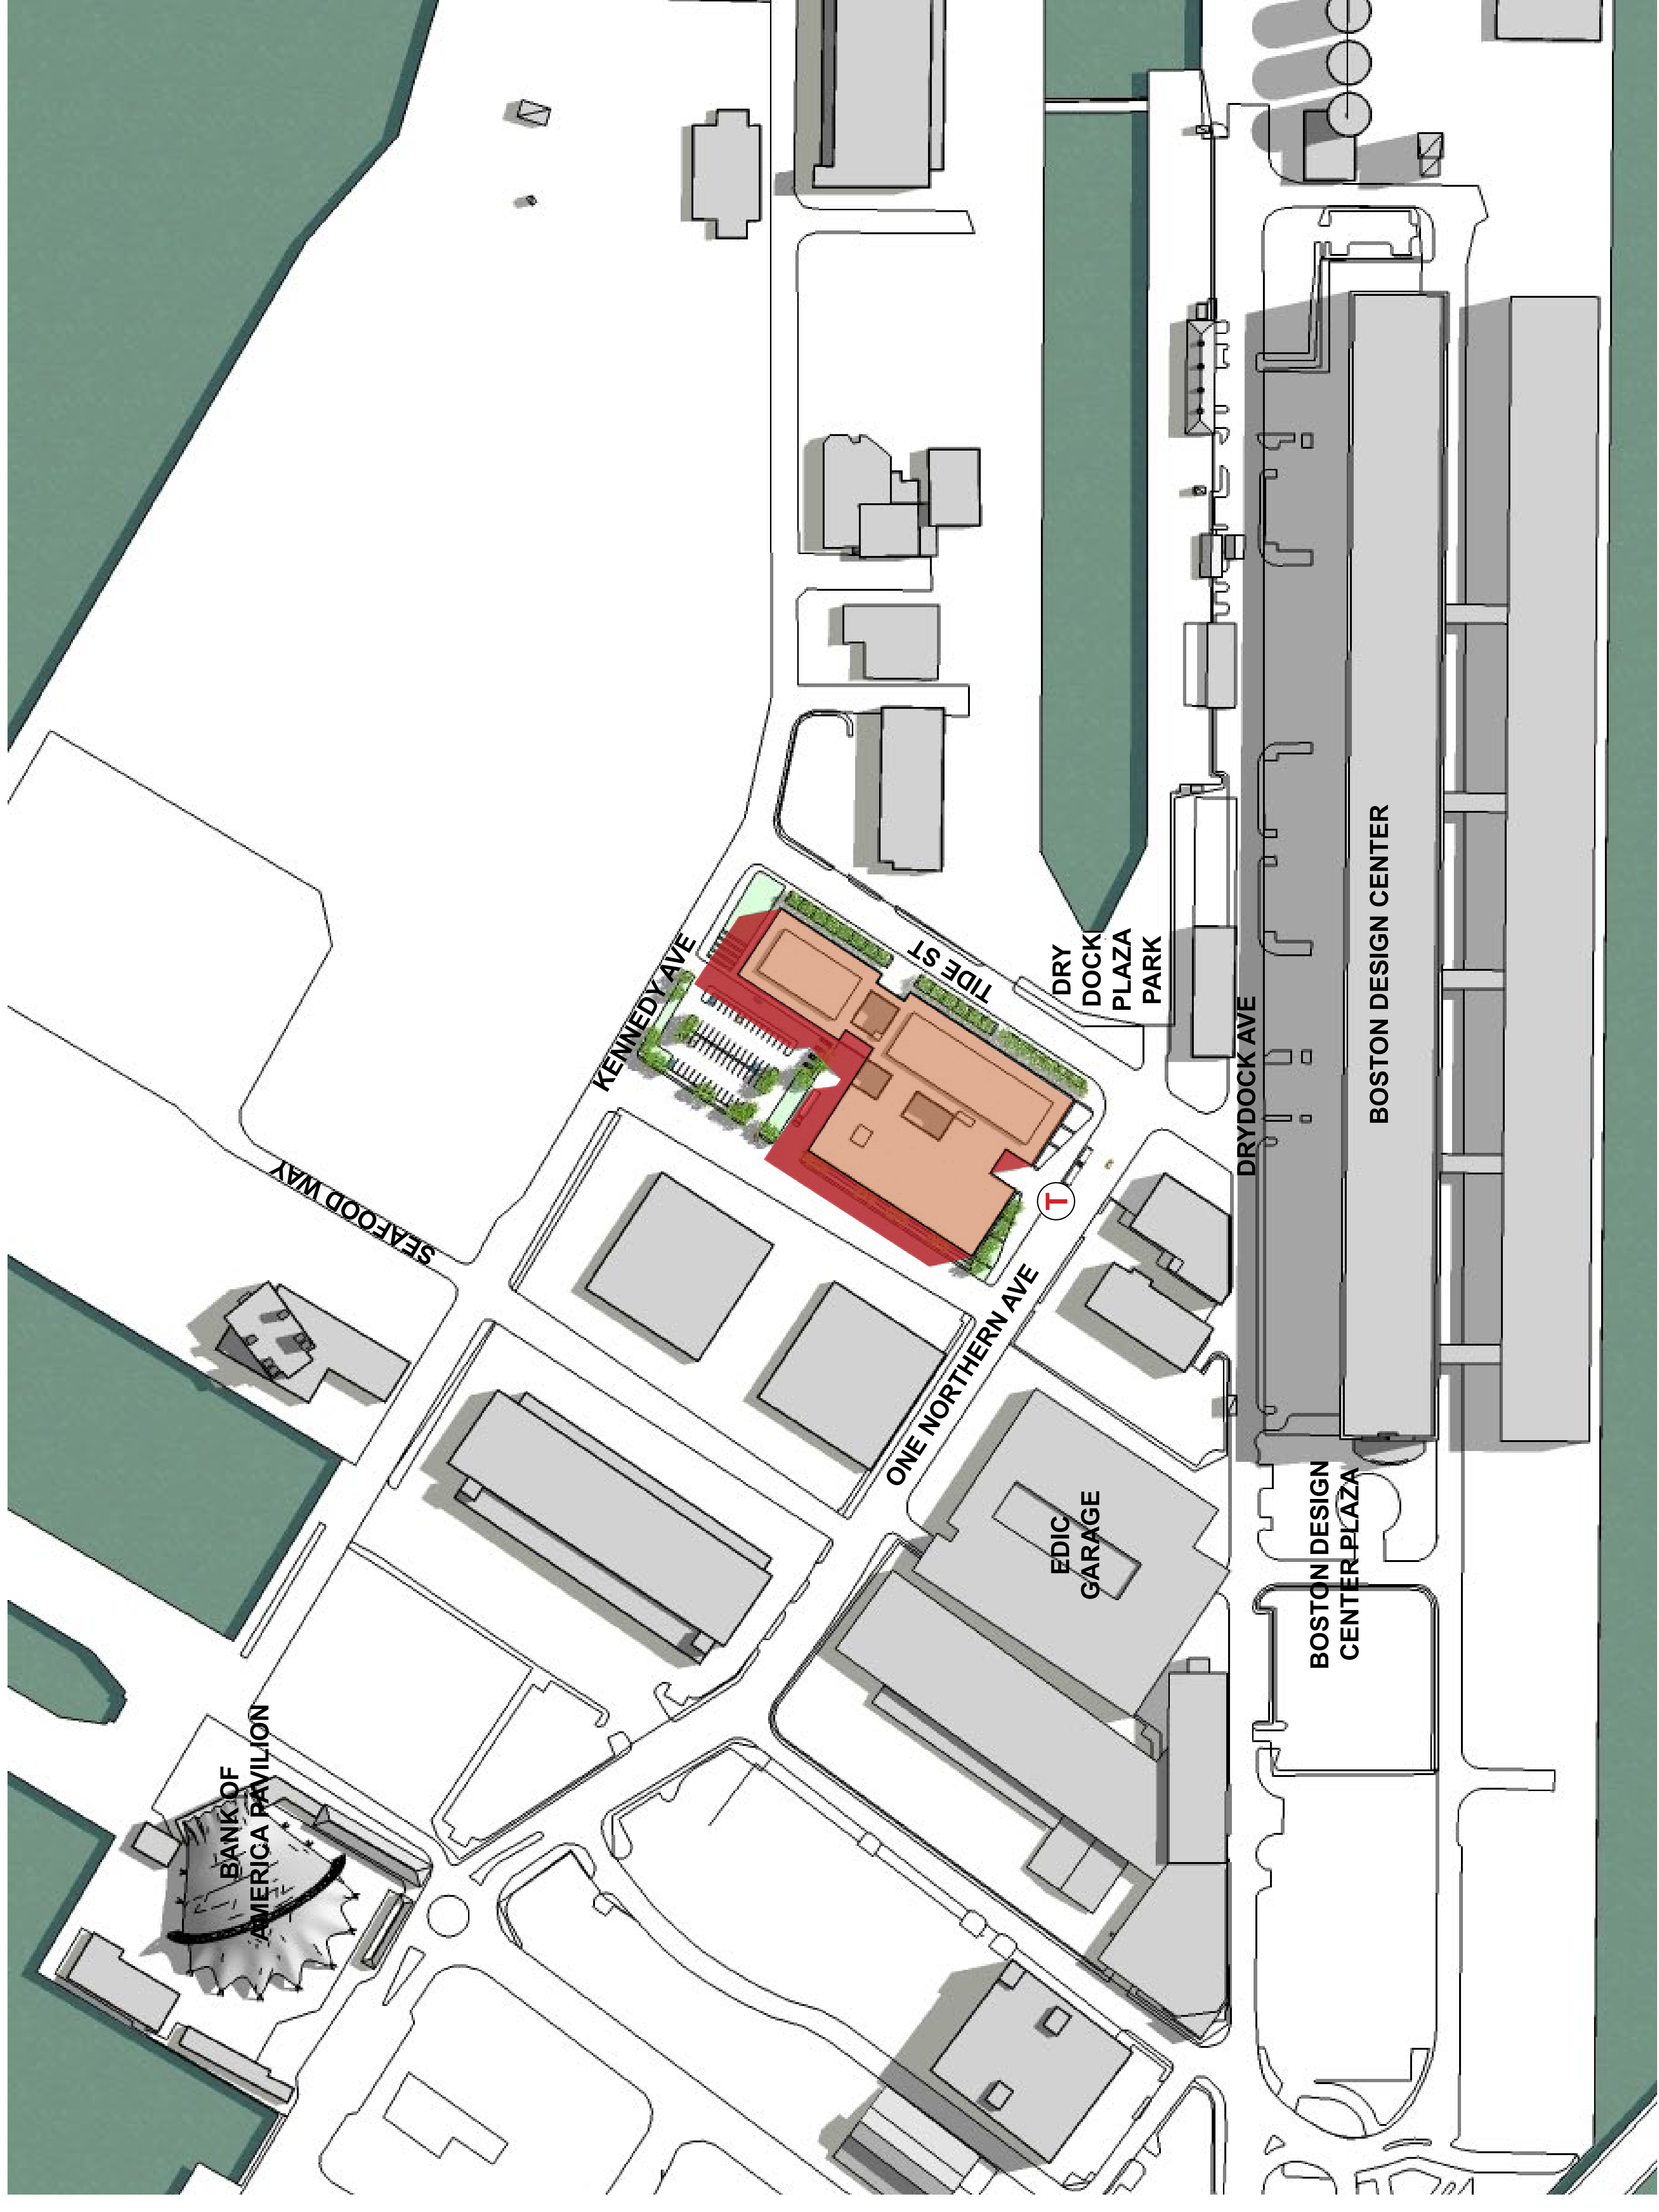 KENNEDY AVE
TIDE ST
DRY
DOCK
PLAZA
PARK
SEAFOOD WAY
DRYDOCK AVE
BOSTON DESIGN CENTER
T
ONE NORTHERN AVE
EDIC
GARAGE
BOSTON DESIGN
CENTER PLAZA
BANK OF
AMERICA PAVILION